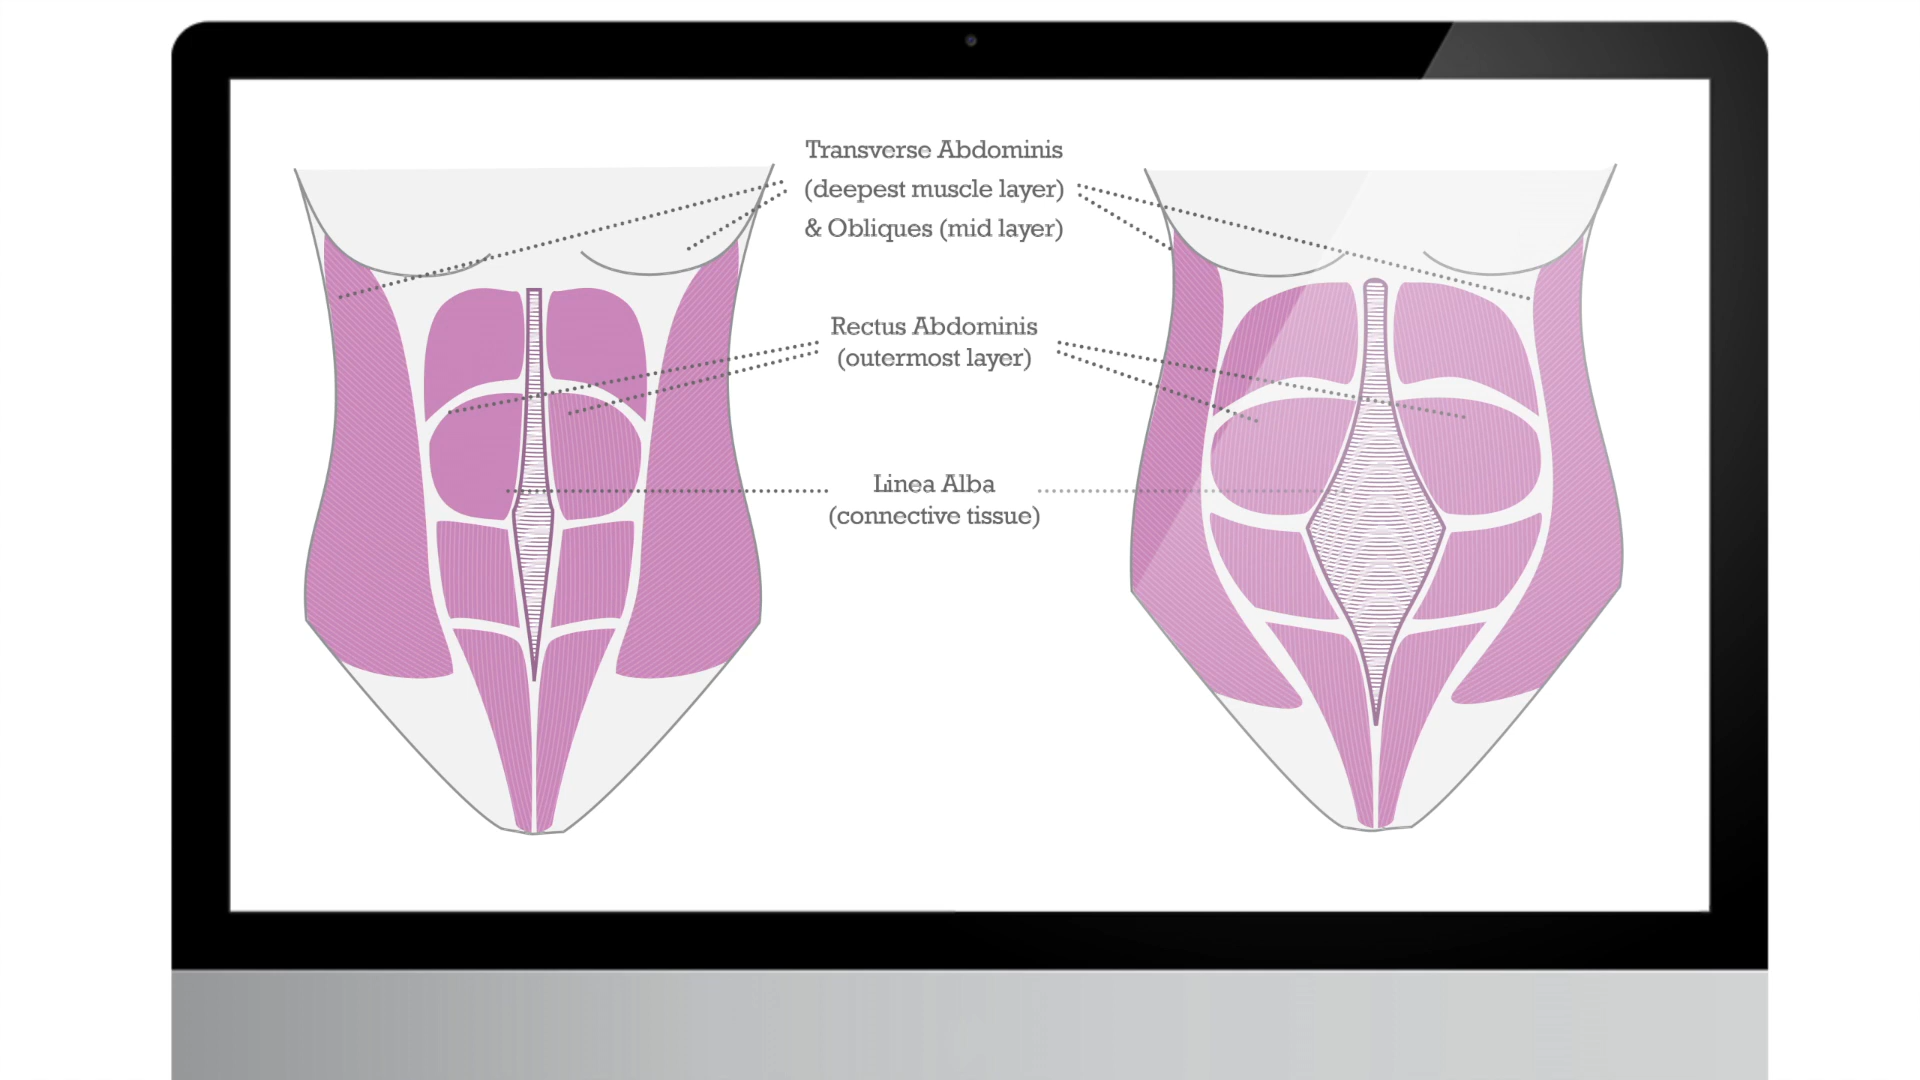 Transverse Abdominis
(deepest muscle layer)
& Obliques (mid layer)
Rectus Abdominis
(outermost layer)
Linea Alba
(connective tissue)